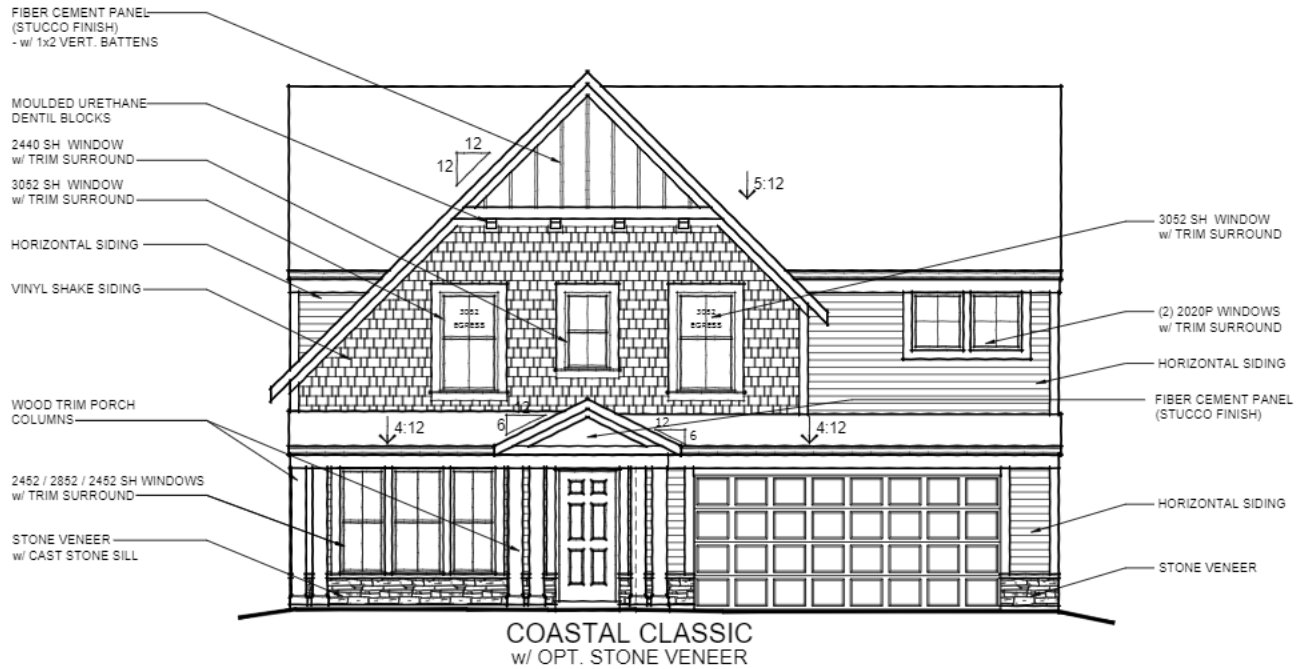 FIBER CEMENT PANEL
(STUCCO FINISH)
- w/ 1x2 VERT. BATTENS
MOULDED URETHANE
DENTIL BLOCKS
2440 SH WINDOW
w/ TRIM SURROUND
3052 SH WINDOW
w/ TRIM SURROUND
HORIZONTAL SIDING
VINYL SHAKE SIDING
WOOD TRIM PORCH
COLUMNS
2452 / 2852 / 2452 SH WINDOWS
w/ TRIM SURROUND
STONE VENEER
w/ CAST STONE SILL
12
12
5:12
3052
EGRESS
3052
EGRESS
12
6
12
6
4:12
4:12
3052 SH WINDOW
w/ TRIM SURROUND
(2) 2020P WINDOWS
w/ TRIM SURROUND
HORIZONTAL SIDING
FIBER CEMENT PANEL
(STUCCO FINISH)
HORIZONTAL SIDING
STONE VENEER
COASTAL CLASSIC
w/ OPT. STONE VENEER